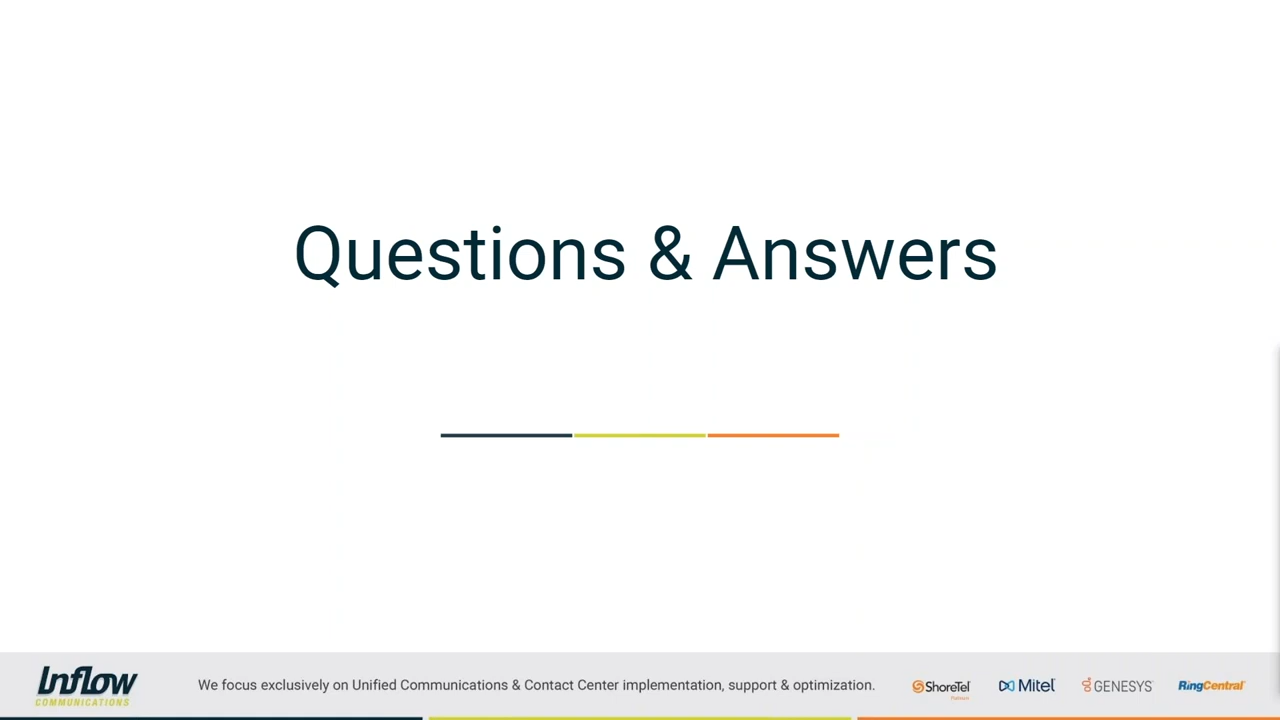 Questions & Answers
Inflow
COMMUNICATIONS
We focus exclusively on Unified Communications & Contact Center implementation, support & optimization.
ShoreTel
Mitel
GENESYS
RingCentral